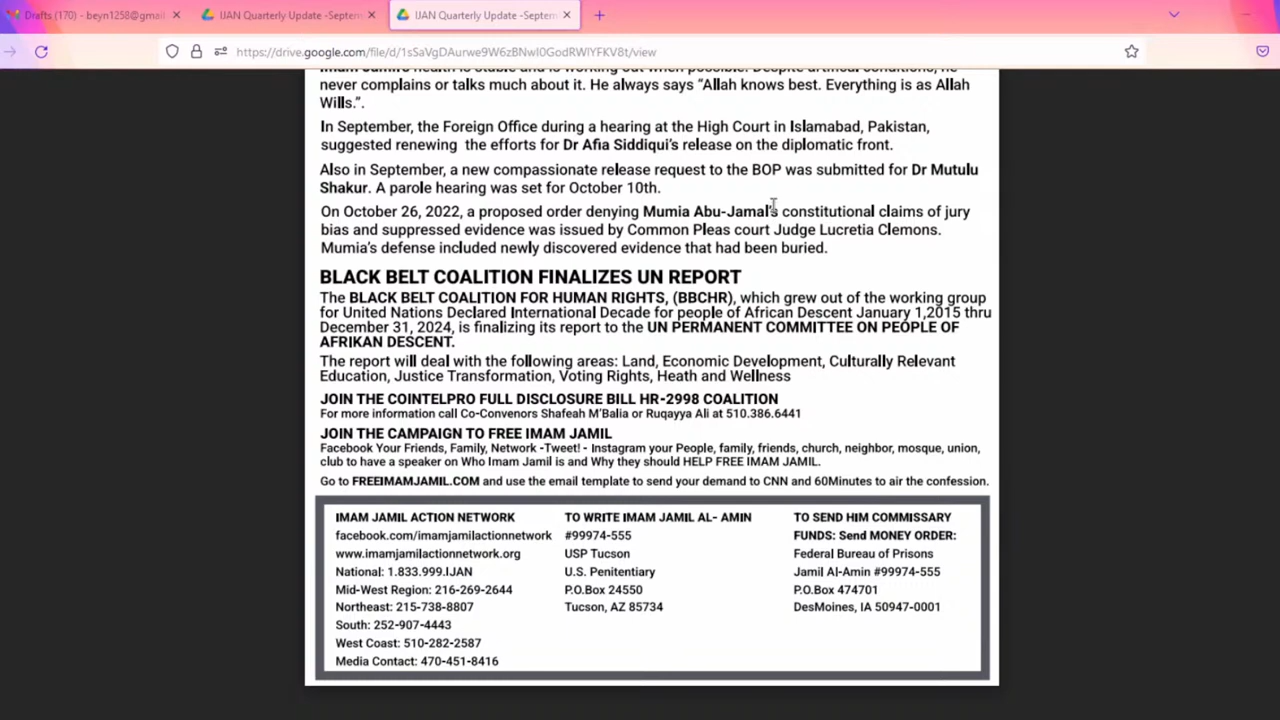 Drafts (170) - beyn1258@gmail
IJAN Quarterly Update -Septen
IJAN Quarterly Update -Septem
https://drive.google.com/file/d/1sSaVgDAurwe9W6zBNwI0GodRWlYFKV8t/view
Imam Jamil's health is stable and is working out when possible. Despite artificial conditions, he
never complains or talks much about it. He always says “Allah knows best. Everything is as Allah
Wills.”.
In September, the Foreign Office during a hearing at the High Court in Islamabad, Pakistan,
suggested renewing the efforts for Dr Afia Siddiqui’s release on the diplomatic front.
Also in September, a new compassionate release request to the BOP was submitted for Dr Mutulu
Shakur. A parole hearing was set for October 10th.
On October 26, 2022, a proposed order denying Mumia Abu-Jamal’s constitutional claims of jury
bias and suppressed evidence was issued by Common Pleas court Judge Lucretia Clemons.
Mumia’s defense included newly discovered evidence that had been buried.
BLACK BELT COALITION FINALIZES UN REPORT
The BLACK BELT COALITION FOR HUMAN RIGHTS, (BBCHR), which grew out of the working group
for United Nations Declared International Decade for people of African Descent January 1,2015 thru
December 31, 2024, is finalizing its report to the UN PERMANENT COMMITTEE ON PEOPLE OF
AFRIKAN DESCENT.
The report will deal with the following areas: Land, Economic Development, Culturally Relevant
Education, Justice Transformation, Voting Rights, Heath and Wellness
JOIN THE COINTELPRO FULL DISCLOSURE BILL HR-2998 COALITION
For more information call Co-Convenors Shafeah M’Balia or Ruqayya Ali at 510.386.6441
JOIN THE CAMPAIGN TO FREE IMAM JAMIL
Facebook Your Friends, Family, Network -Tweet! - Instagram your People, family, friends, church, neighbor, mosque, union,
club to have a speaker on Who Imam Jamil is and Why they should HELP FREE IMAM JAMIL.
Go to FREEIMAMJAMIL.COM and use the email template to send your demand to CNN and 60Minutes to air the confession.
IMAM JAMIL ACTION NETWORK
facebook.com/imamjamilactionnetwork
www.imamjamilactionnetwork.org
National: 1.833.999.IJAN
Mid-West Region: 216-269-2644
Northeast: 215-738-8807
South: 252-907-4443
West Coast: 510-282-2587
Media Contact: 470-451-8416
TO WRITE IMAM JAMIL AL- AMIN
#99974-555
USP Tucson
U.S. Penitentiary
P.O.Box 24550
Tucson, AZ 85734
TO SEND HIM COMMISSARY
FUNDS: Send MONEY ORDER:
Federal Bureau of Prisons
Jamil Al-Amin #99974-555
P.O.Box 474701
DesMoines, IA 50947-0001